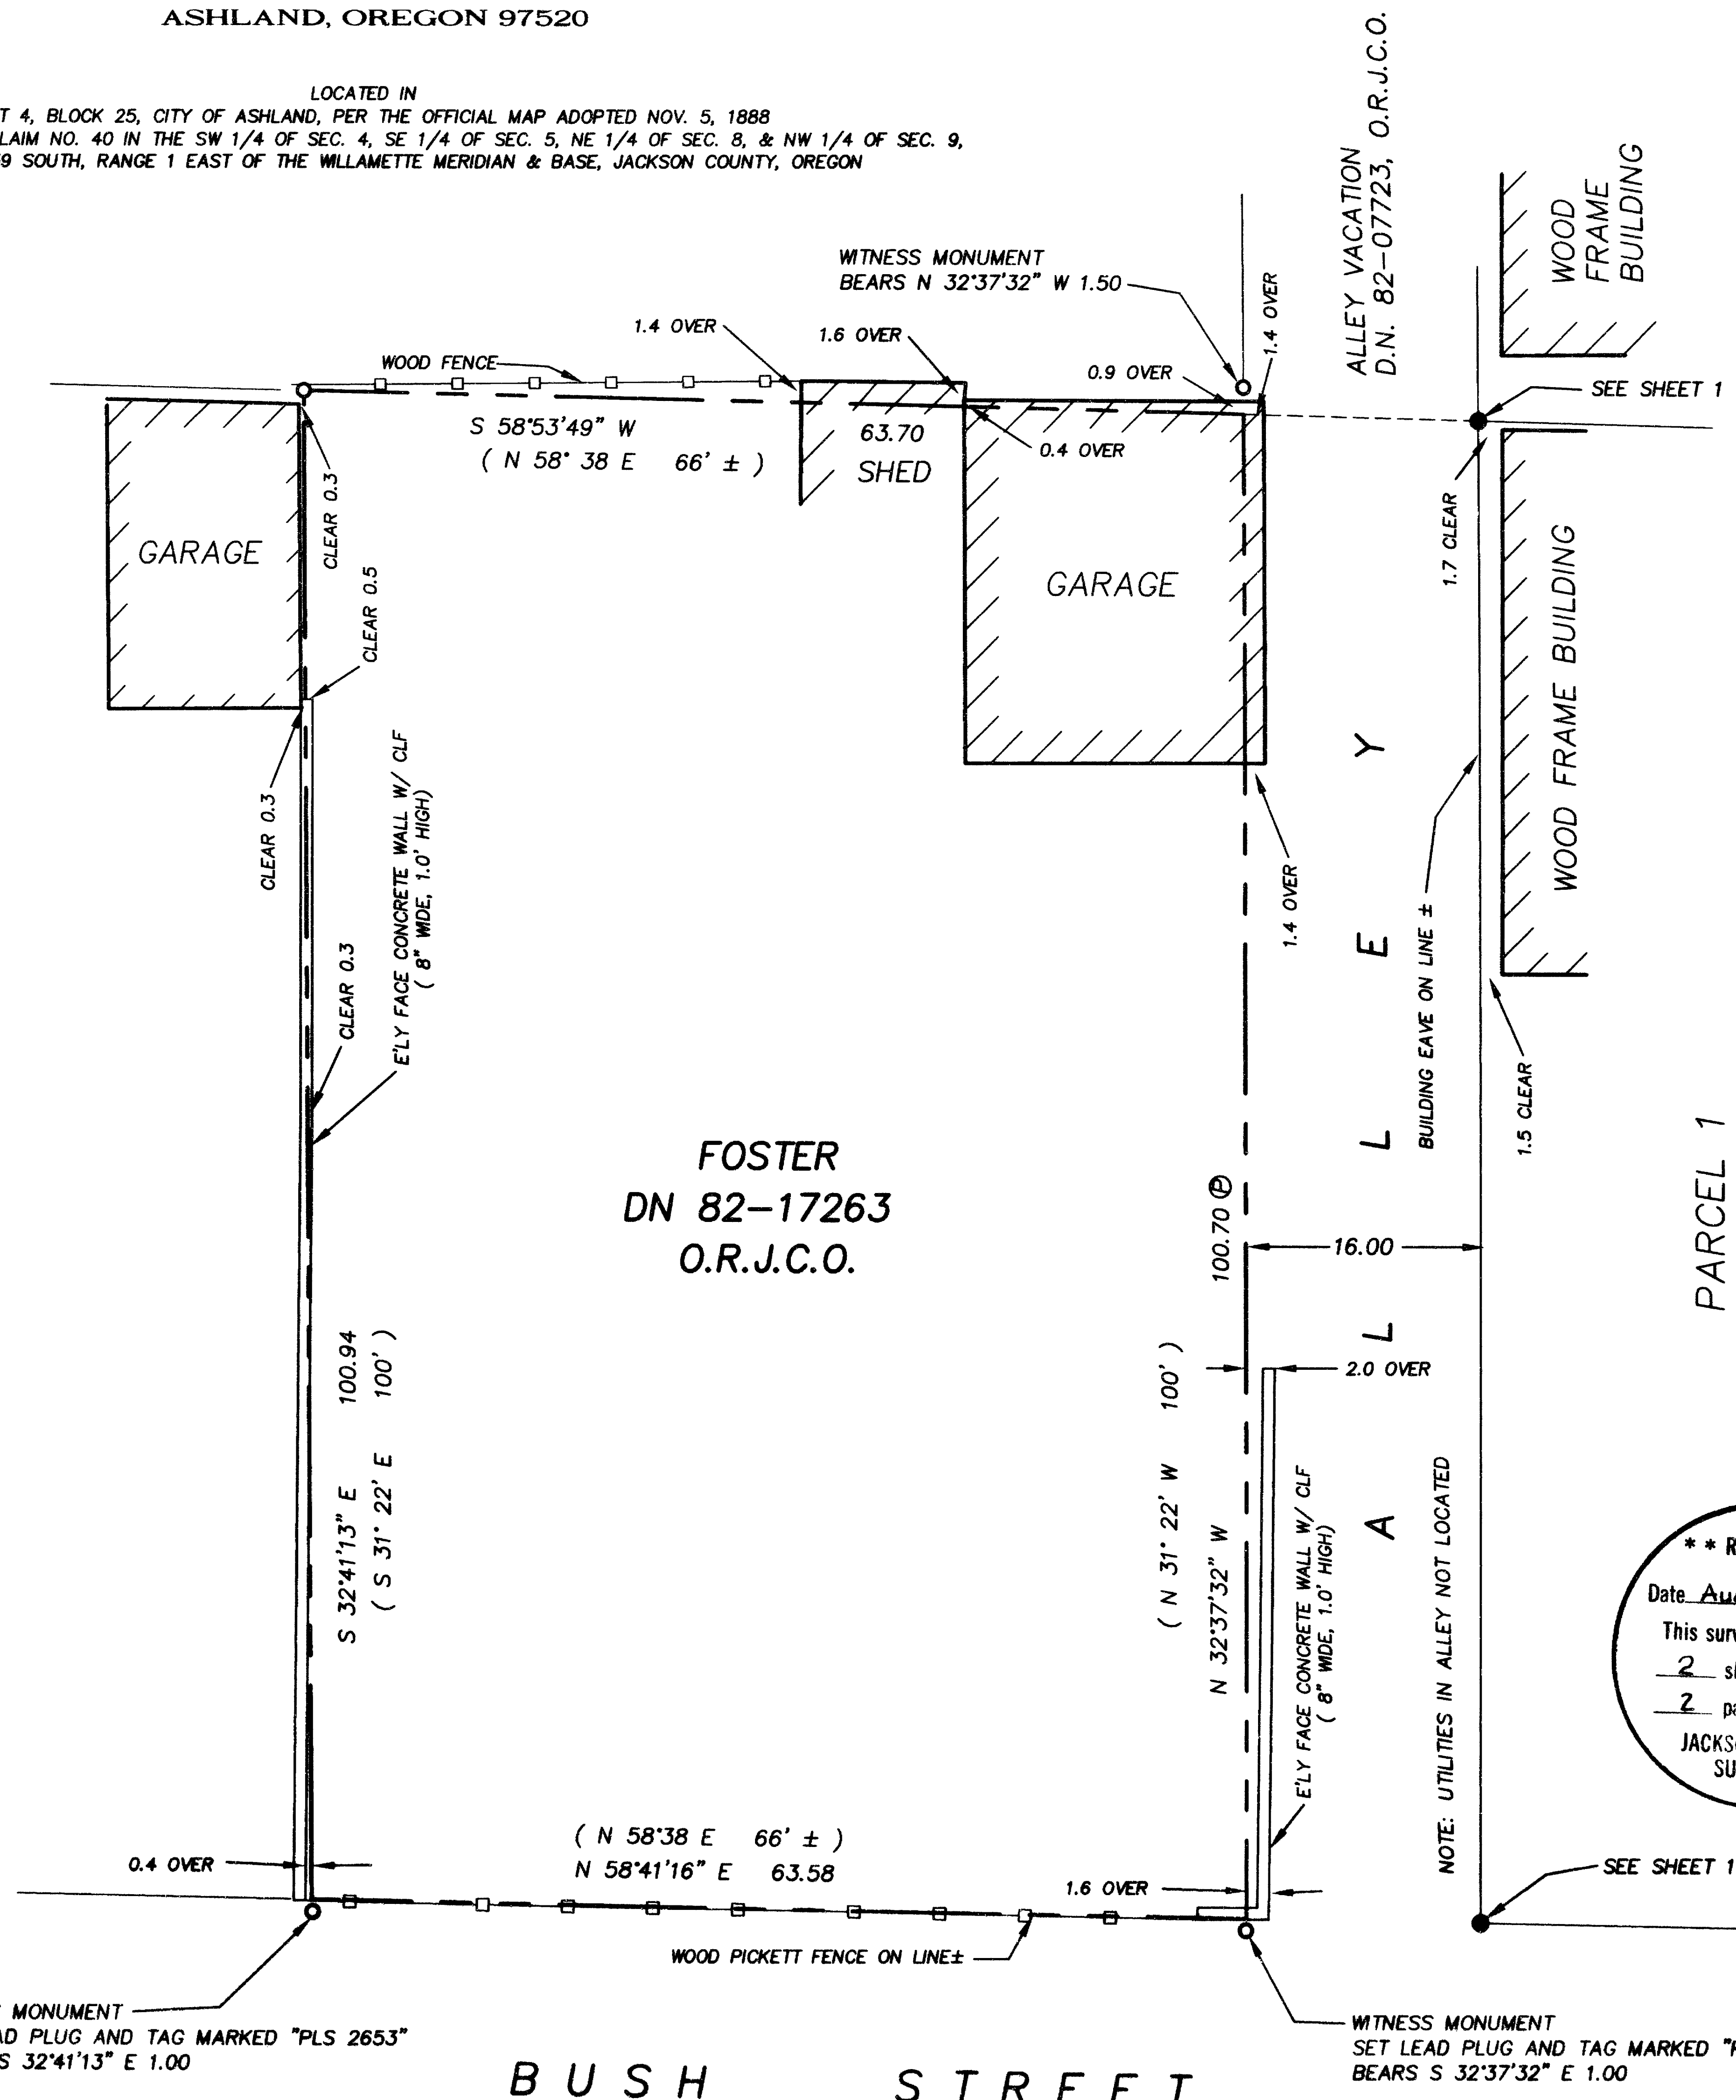 ASHLAND, OREGON 97520
LOCATED IN
T 4, BLOCK 25, CITY OF ASHLAND, PER THE OFFICIAL MAP ADOPTED NOV. 5, 1888
LAIM NO. 40 IN THE SW 1/4 OF SEC. 4, SE 1/4 OF SEC. 5, NE 1/4 OF SEC. 8, & NW 1/4 OF SEC. 9,
9 SOUTH, RANGE 1 EAST OF THE WILLAMETTE MERIDIAN & BASE, JACKSON COUNTY, OREGON
ALLEY VACATION
D.N. 82-07723, O.R.J.C.O.
WOOD
FRAME
BUILDING
WITNESS MONUMENT
BEARS N 32°37'32" W 1.50
1.4 OVER
1.4 OVER
1.6 OVER
WOOD FENCE
0.9 OVER
SEE SHEET 1
S 58°53'49" W
63.70
( N 58° 38 E 66' ± )
SHED
0.4 OVER
CLEAR 0.3
GARAGE
GARAGE
1.7 CLEAR
WOOD FRAME BUILDING
CLEAR 0.5
CLEAR 0.3
E'LY FACE CONCRETE WALL W/ CLF
( 8" WIDE, 1.0' HIGH)
CLEAR 0.3
1.4 OVER
BUILDING EAVE ON LINE ±
1.5 CLEAR
ALLEY
PARCEL 1
FOSTER
DN 82-17263
O.R.J.C.O.
100.70 Ⓟ
16.00
2.0 OVER
S 32°41'13" E 100.94
( S 31° 22' E 100' )
( N 31° 22' W 100' )
N 32°37'32" W
E'LY FACE CONCRETE WALL W/ CLF
( 8" WIDE, 1.0' HIGH)
NOTE: UTILITIES IN ALLEY NOT LOCATED
* * R
Date Au
This surv
2 s
2 pa
JACKS
SU
( N 58°38 E 66' ± )
N 58°41'16" E 63.58
0.4 OVER
1.6 OVER
SEE SHEET 1
WOOD PICKETT FENCE ON LINE±
MONUMENT
AD PLUG AND TAG MARKED "PLS 2653"
S 32°41'13" E 1.00
WITNESS MONUMENT
SET LEAD PLUG AND TAG MARKED "P
BEARS S 32°37'32" E 1.00
BUSH STREET